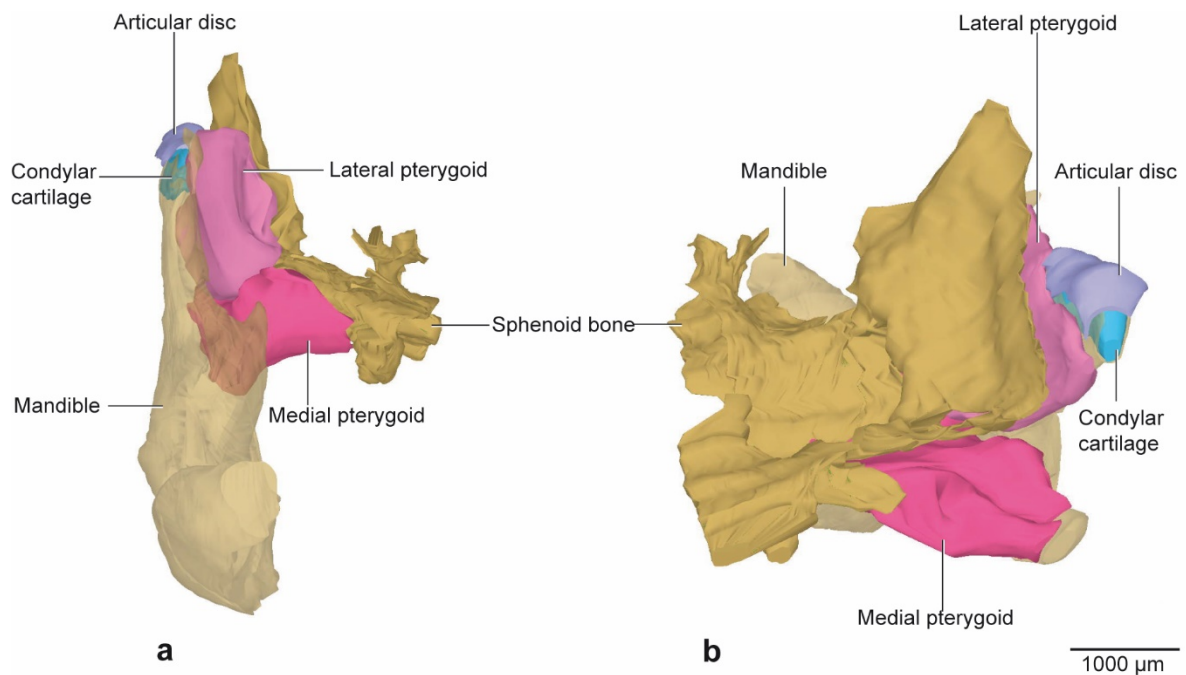 Articular disc
Condylar
cartilage
Lateral pterygoid
Mandible
Medial pterygoid
Sphenoid bone
a
Lateral pterygoid
Mandible
Articular disc
Condylar
cartilage
Medial pterygoid
b
1000 µm